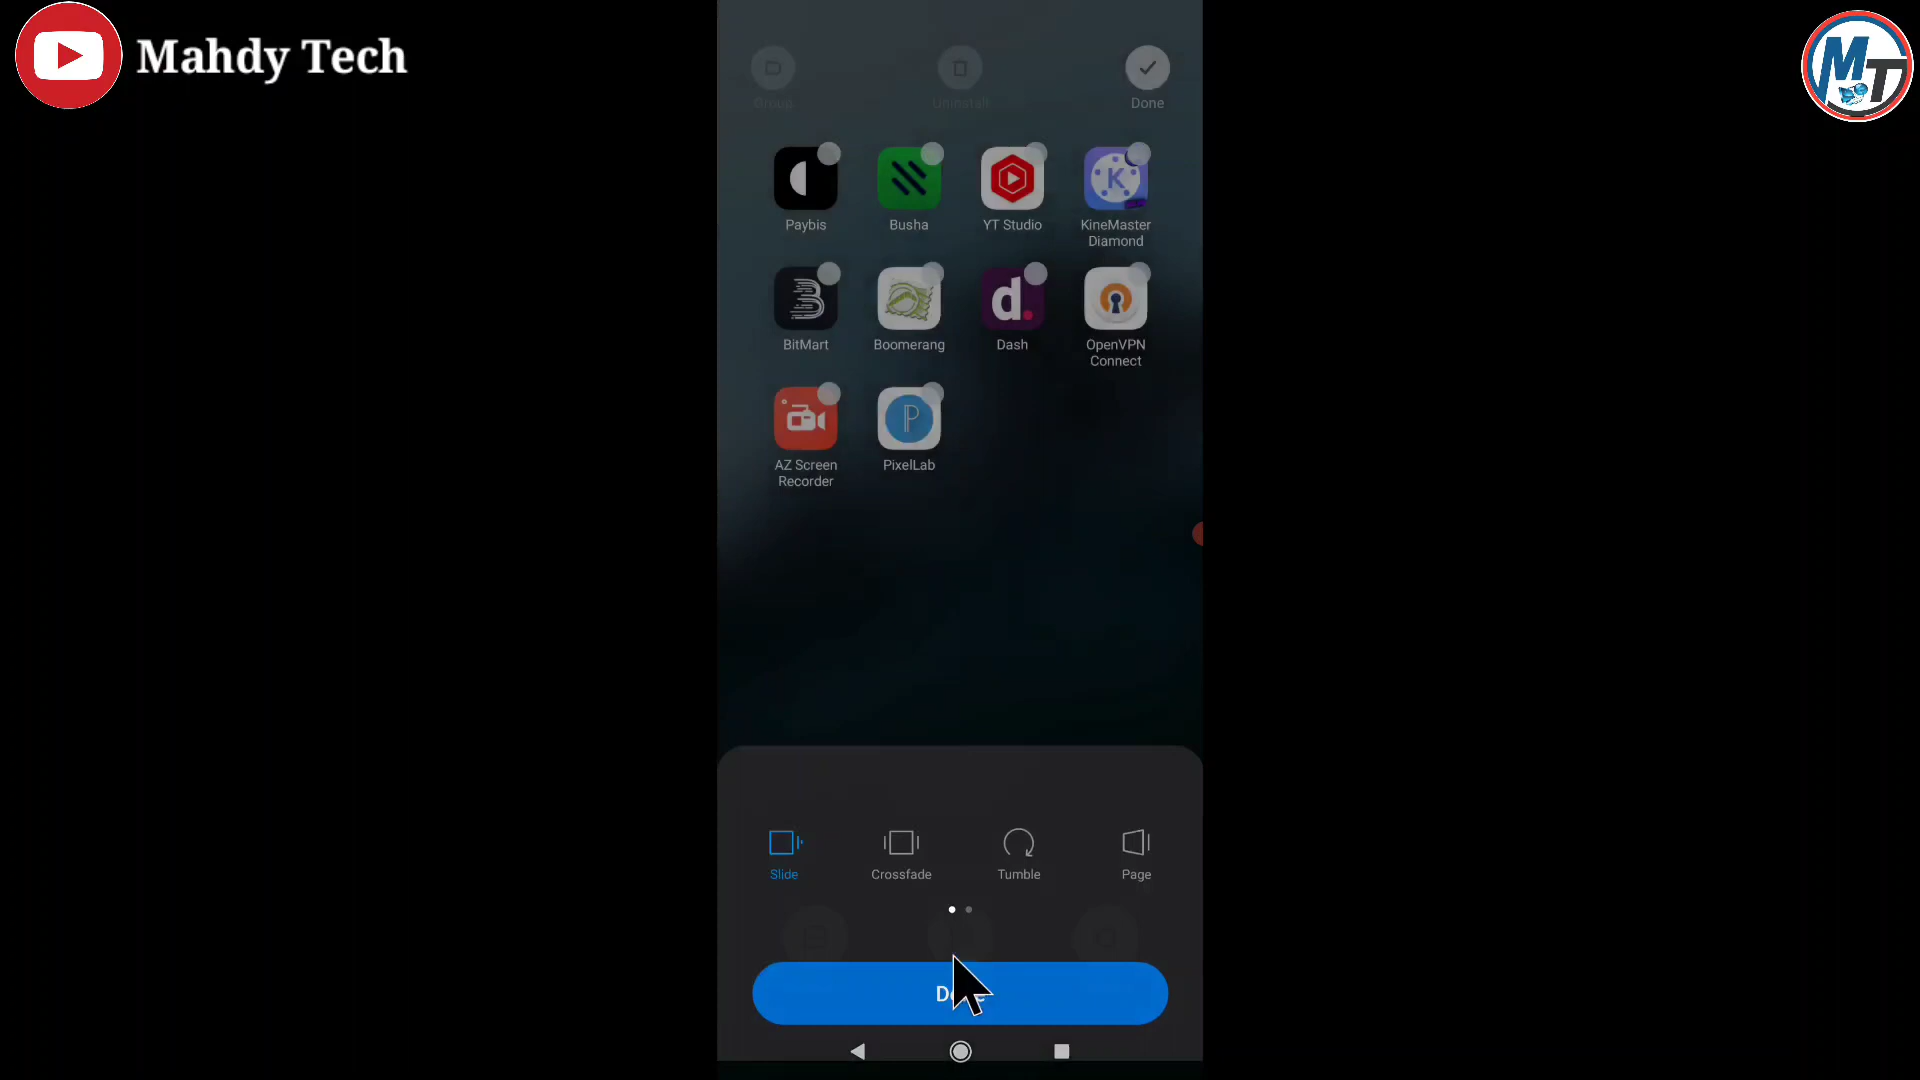 Mahdy Tech
MT
Group
Uninstall
Done
Paybis
Busha
YT Studio
KineMaster
Diamond
K
BitMart
Boomerang
d.
Dash
OpenVPN
Connect
AZ Screen
Recorder
P
PixelLab
Slide
Crossfade
Tumble
Page